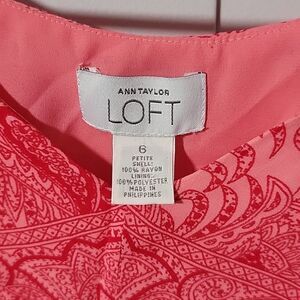 ANN TAYLOR
LOFT
6
PETITE
SHELL:
100% RAYON
LINING:
100% POLYESTER
MADE IN
PHILIPPINES